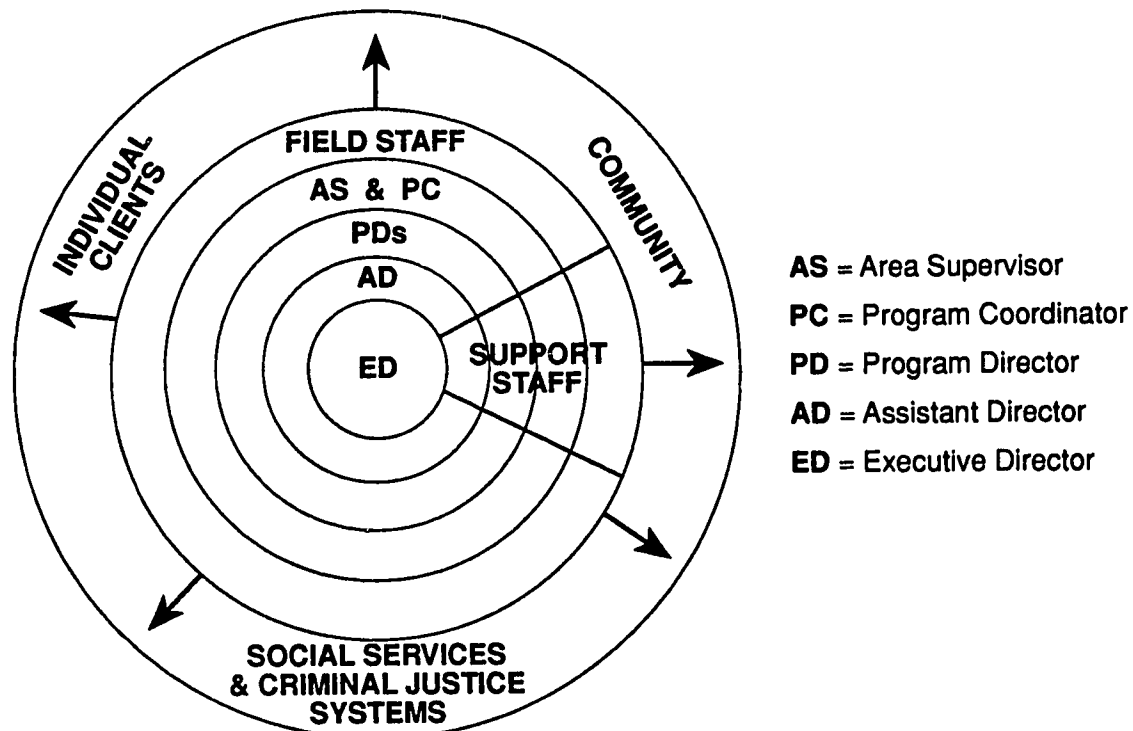 INDIVIDUAL
CLIENTS
FIELD STAFF
AS & PC
PDs
AD
ED
SUPPORT
STAFF
COMMUNITY
SOCIAL SERVICES
& CRIMINAL JUSTICE
SYSTEMS
AS = Area Supervisor
PC = Program Coordinator
PD = Program Director
AD = Assistant Director
ED = Executive Director